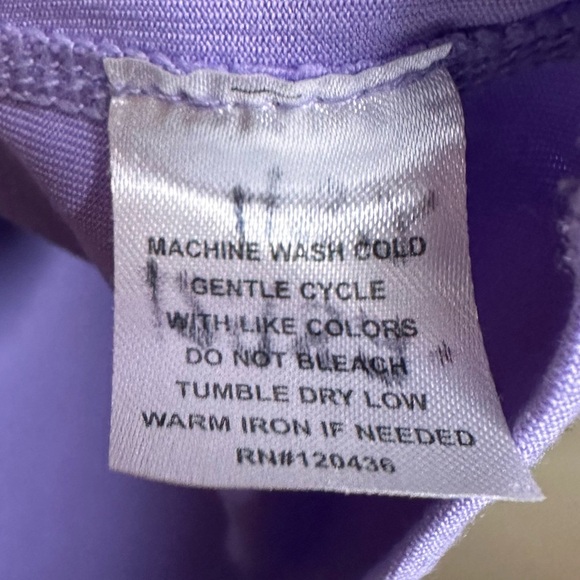 MACHINE WASH COLD
GENTLE CYCLE
WITH LIKE COLORS
DO NOT BLEACH
TUMBLE DRY LOW
WARM IRON IF NEEDED
RN#120436